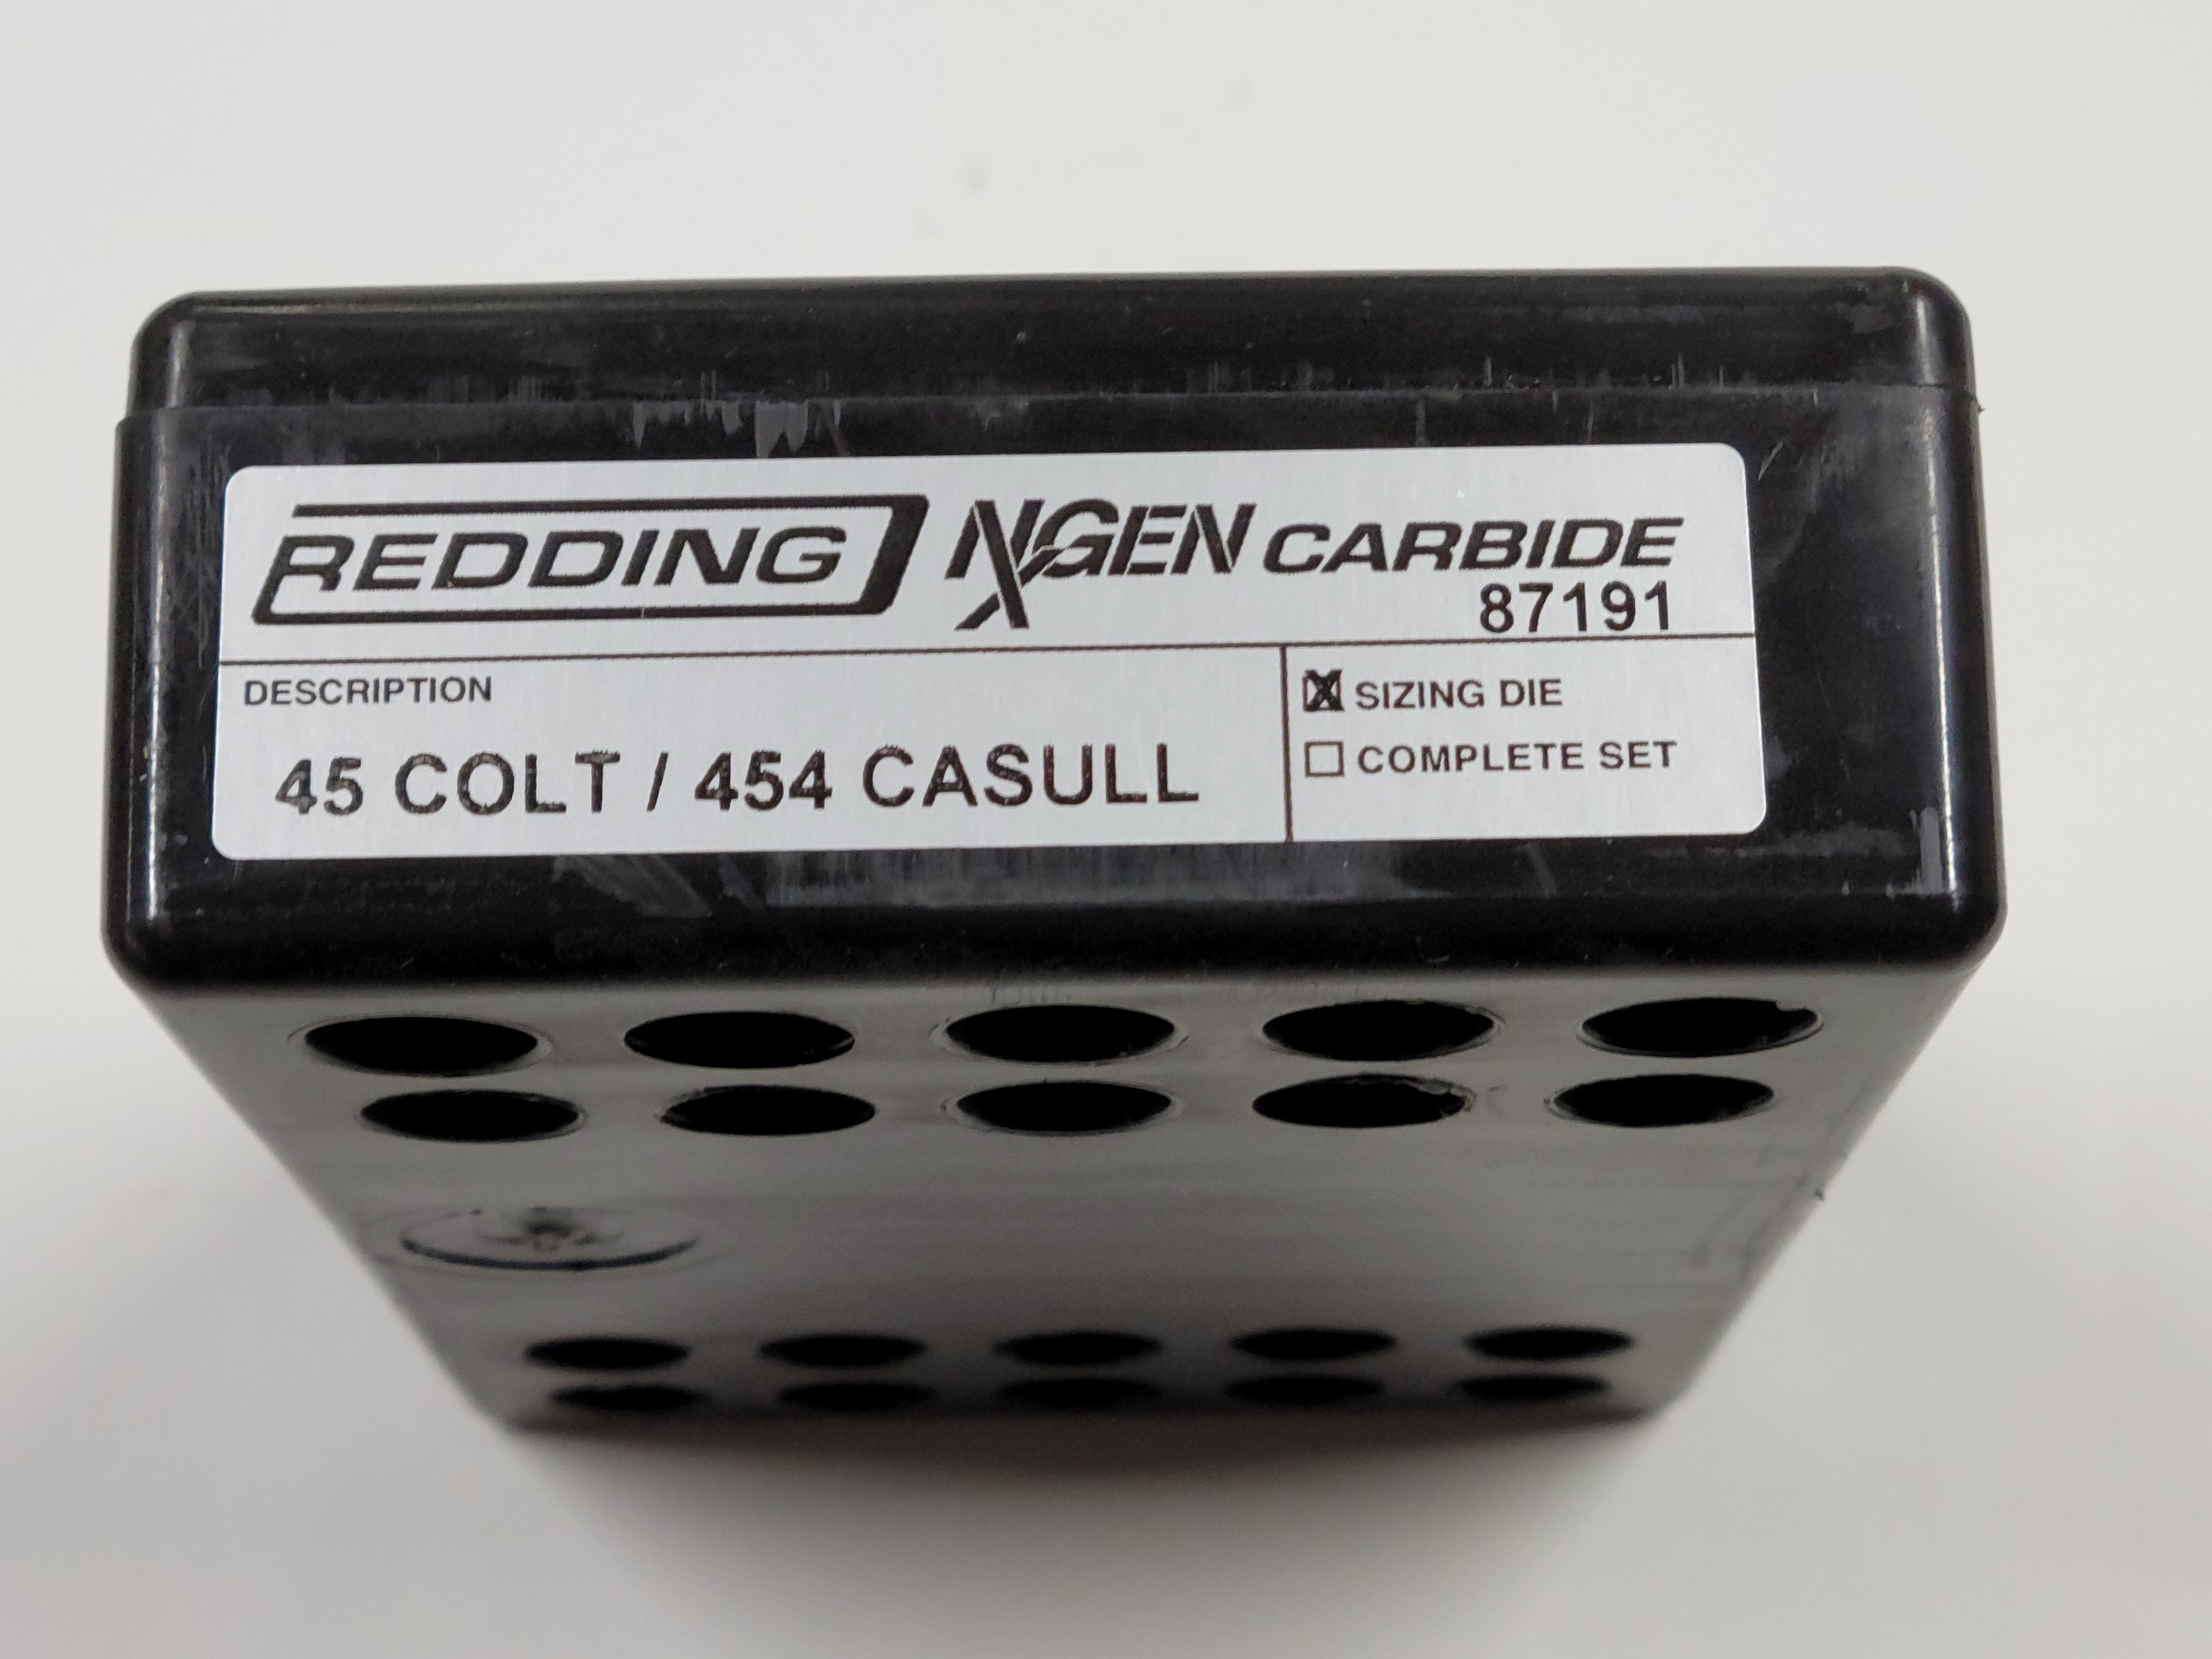 REDDING NXGEN CARBIDE
87191
DESCRIPTION
45 COLT / 454 CASULL
SIZING DIE
COMPLETE SET